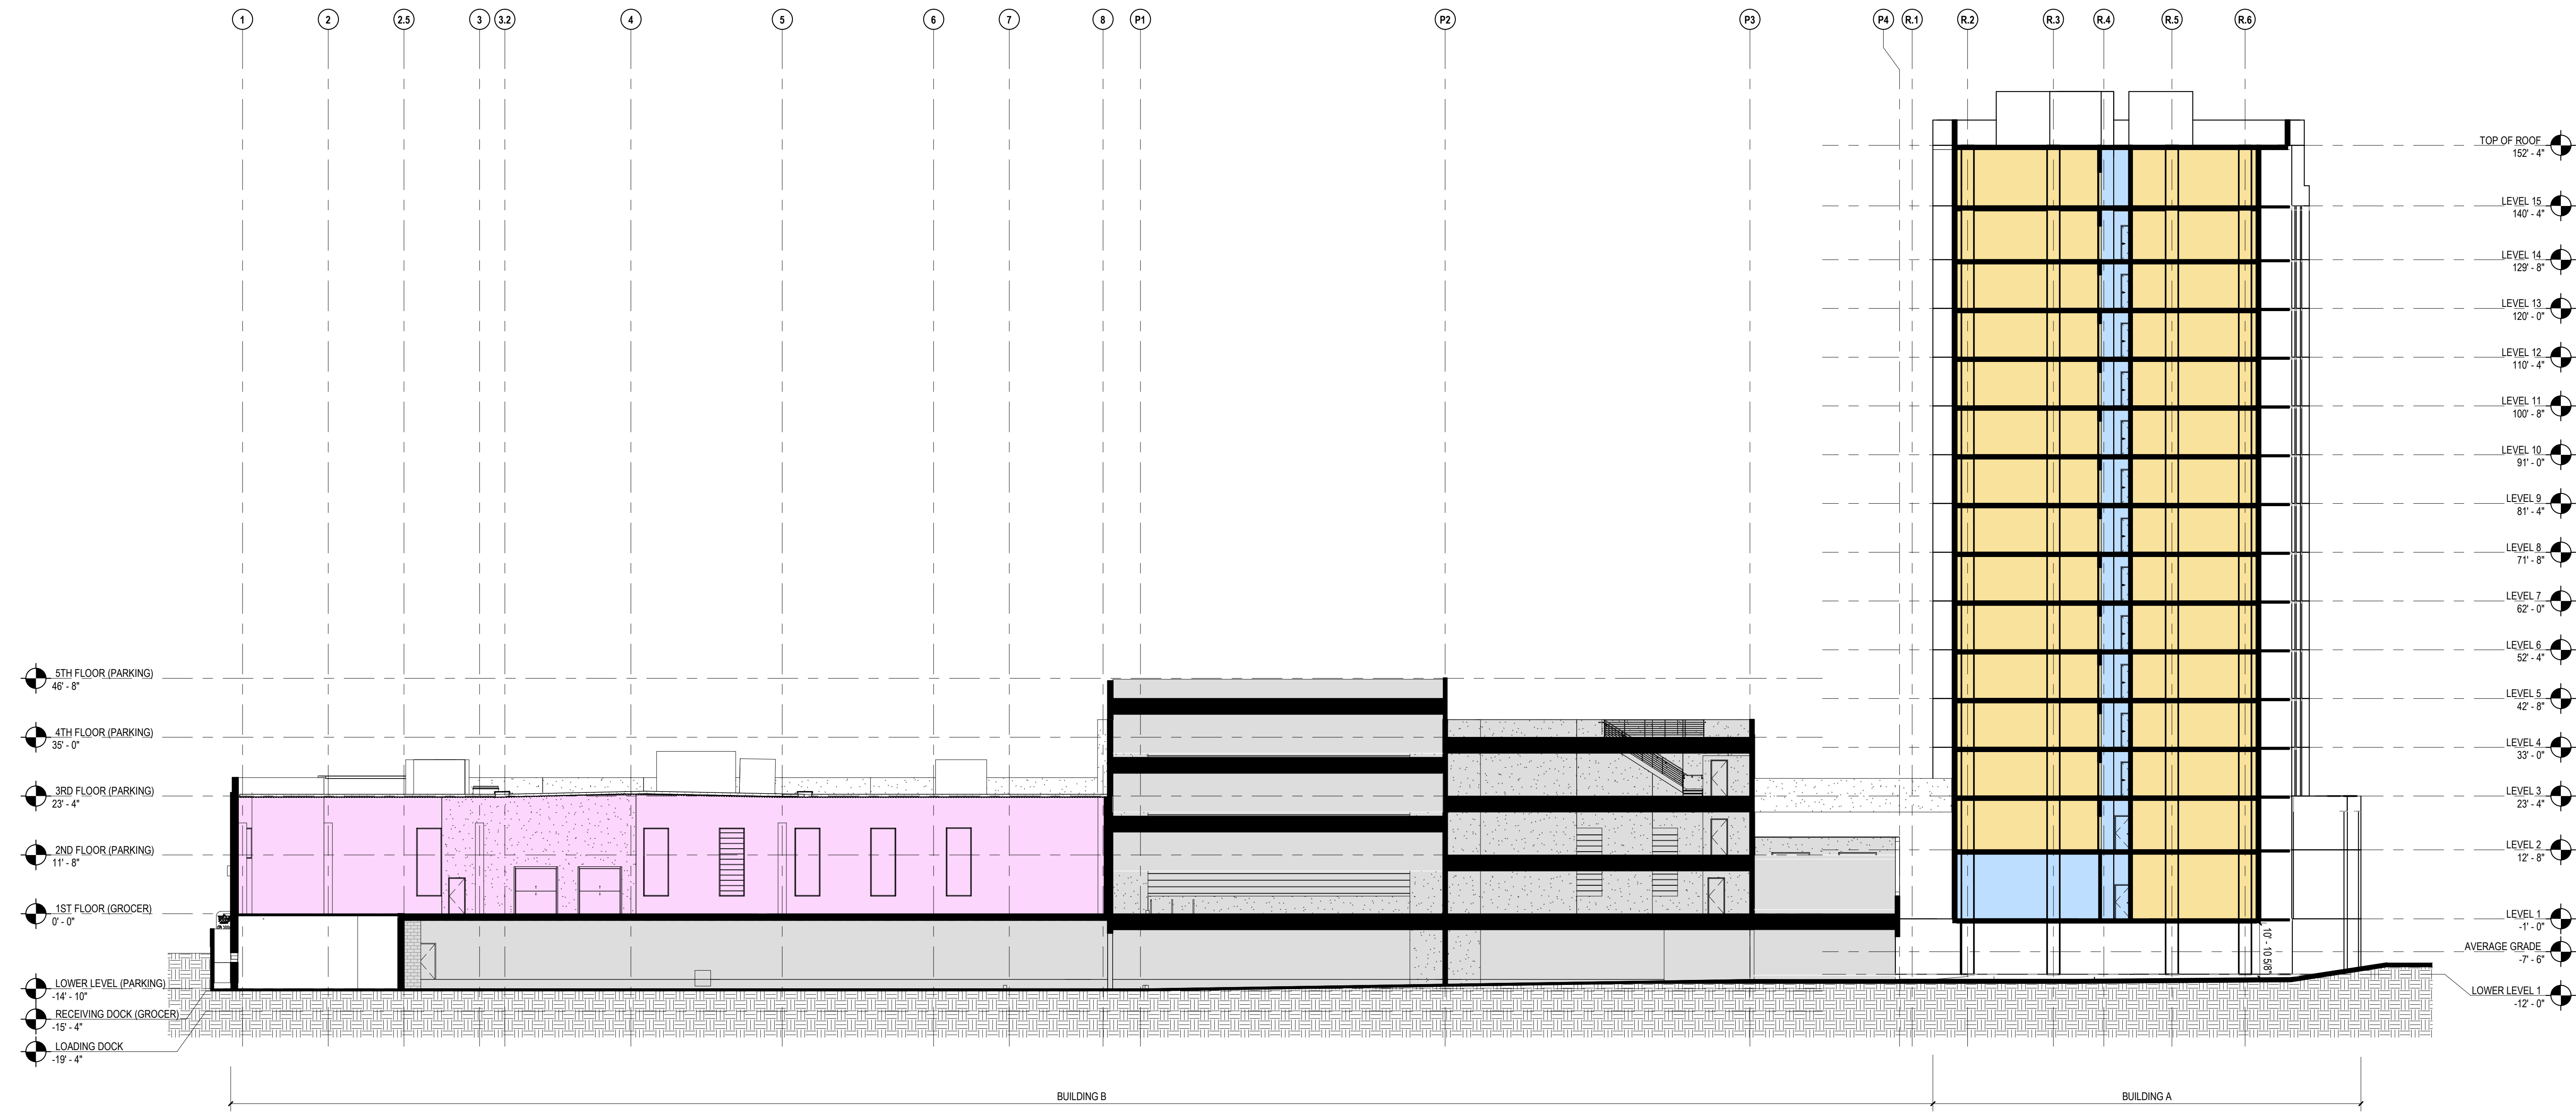 1 2 2.5 3 3.2 4 5 6 7 8 P1 P2 P3 P4 R.1 R.2 R.3 R.4 R.5 R.6
TOP OF ROOF
152' - 4"
LEVEL 15
140' - 4"
LEVEL 14
129' - 8"
LEVEL 13
120' - 0"
LEVEL 12
110' - 4"
LEVEL 11
100' - 8"
LEVEL 10
91' - 0"
LEVEL 9
81' - 4"
LEVEL 8
71' - 8"
LEVEL 7
62' - 0"
LEVEL 6
52' - 4"
LEVEL 5
42' - 8"
LEVEL 4
33' - 0"
LEVEL 3
23' - 4"
LEVEL 2
12' - 8"
LEVEL 1
-1' - 0"
AVERAGE GRADE
-7' - 6"
LOWER LEVEL 1
-12' - 0"
5TH FLOOR (PARKING)
46' - 8"
4TH FLOOR (PARKING)
35' - 0"
3RD FLOOR (PARKING)
23' - 4"
2ND FLOOR (PARKING)
11' - 8"
1ST FLOOR (GROCER)
0' - 0"
LOWER LEVEL (PARKING)
-14' - 10"
RECEIVING DOCK (GROCER)
-15' - 4"
LOADING DOCK
-19' - 4"
10' - 10 5/8"
BUILDING B
BUILDING A